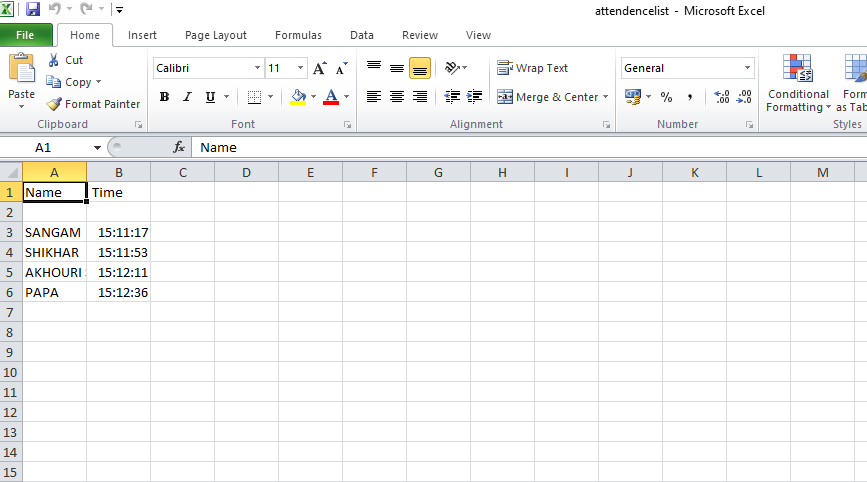 attendencelist - Microsoft Excel
File Home Insert Page Layout Formulas Data Review View
Paste
Cut
Copy
Format Painter
Clipboard
Calibri 11 A A
B I U A
Font
Wrap Text
Merge & Center
Alignment
General
% , .00 .0
Number
Conditional
Formatting
Form
as Tab
Styles
A1 fx Name
A B C D E F G H I J K L M
1 Name Time
2
3 SANGAM 15:11:17
4 SHIKHAR 15:11:53
5 AKHOURI 15:12:11
6 PAPA 15:12:36
7
8
9
10
11
12
13
14
15